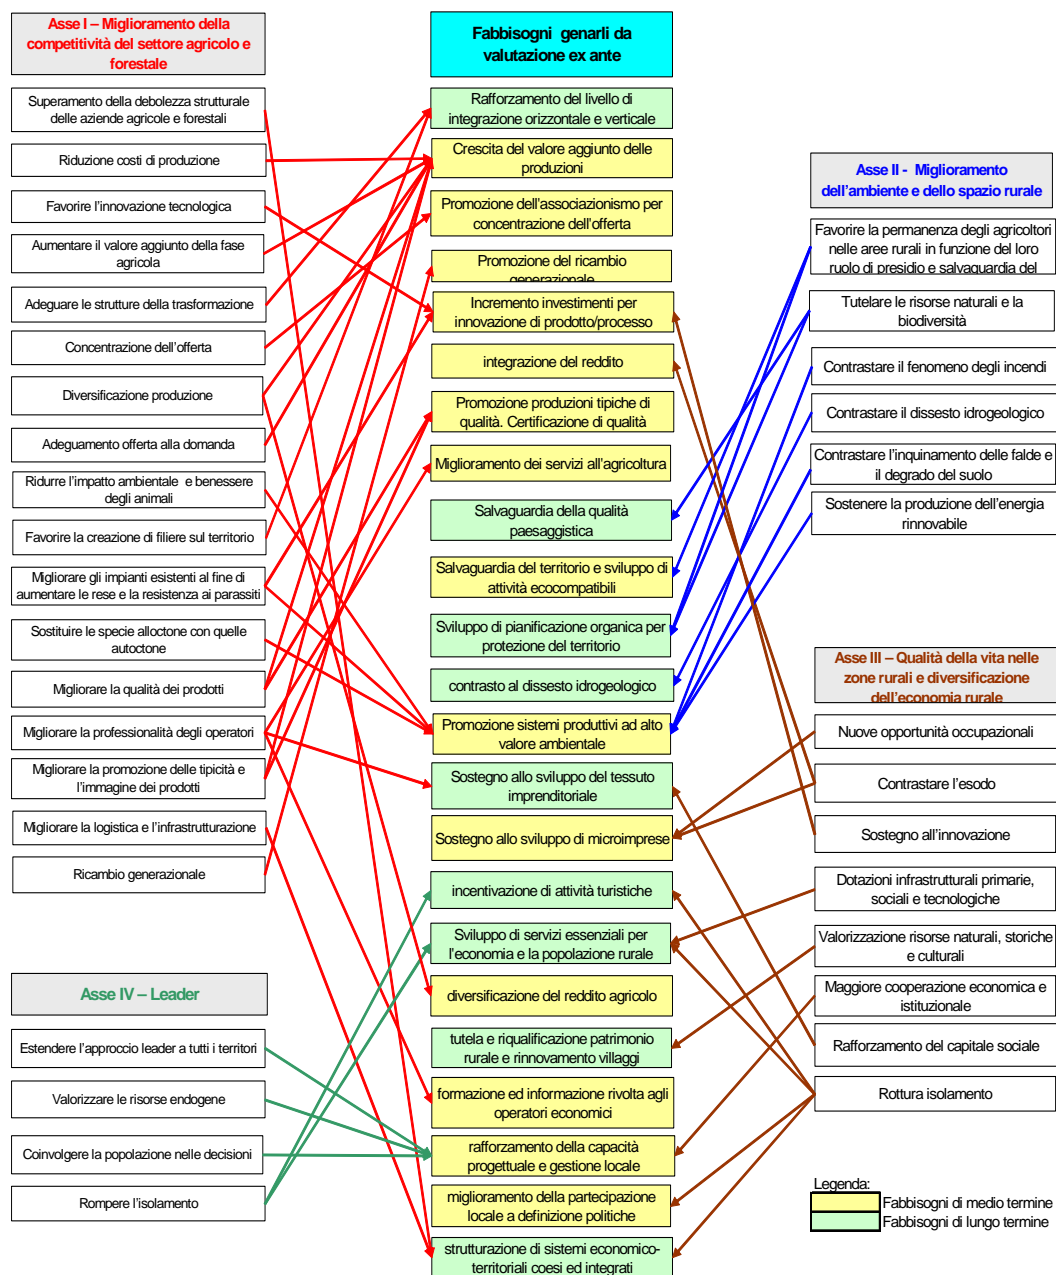 Asse I – Miglioramento della
competitività del settore agricolo e
forestale
Superamento della debolezza strutturale
delle aziende agricole e forestali
Riduzione costi di produzione
Favorire l’innovazione tecnologica
Aumentare il valore aggiunto della fase
agricola
Adeguare le strutture della trasformazione
Concentrazione dell’offerta
Diversificazione produzione
Adeguamento offerta alla domanda
Ridurre l’impatto ambientale e benessere
degli animali
Favorire la creazione di filiere sul territorio
Migliorare gli impianti esistenti al fine di
aumentare le rese e la resistenza ai parassiti
Sostituire le specie alloctone con quelle
autoctone
Migliorare la qualità dei prodotti
Migliorare la professionalità degli operatori
Migliorare la promozione delle tipicità e
l’immagine dei prodotti
Migliorare la logistica e l’infrastrutturazione
Ricambio generazionale
Asse IV – Leader
Estendere l’approccio leader a tutti i territori
Valorizzare le risorse endogene
Coinvolgere la popolazione nelle decisioni
Rompere l’isolamento
Fabbisogni genarli da
valutazione ex ante
Rafforzamento del livello di
integrazione orizzontale e verticale
Crescita del valore aggiunto delle
produzioni
Promozione dell’associazionismo per
concentrazione dell’offerta
Promozione del ricambio
generazionale
Incremento investimenti per
innovazione di prodotto/processo
integrazione del reddito
Promozione produzioni tipiche di
qualità. Certificazione di qualità
Miglioramento dei servizi all’agricoltura
Salvaguardia della qualità
paesaggistica
Salvaguardia del territorio e sviluppo di
attività ecocompatibili
Sviluppo di pianificazione organica per
protezione del territorio
contrasto al dissesto idrogeologico
Promozione sistemi produttivi ad alto
valore ambientale
Sostegno allo sviluppo del tessuto
imprenditoriale
Sostegno allo sviluppo di microimprese
incentivazione di attività turistiche
Sviluppo di servizi essenziali per
l’economia e la popolazione rurale
diversificazione del reddito agricolo
tutela e riqualificazione patrimonio
rurale e rinnovamento villaggi
formazione ed informazione rivolta agli
operatori economici
rafforzamento della capacità
progettuale e gestione locale
miglioramento della partecipazione
locale a definizione politiche
strutturazione di sistemi economico-
territoriali coesi ed integrati
Asse II - Miglioramento
dell’ambiente e dello spazio rurale
Favorire la permanenza degli agricoltori
nelle aree rurali in funzione del loro
ruolo di presidio e salvaguardia del
Tutelare le risorse naturali e la
biodiversità
Contrastare il fenomeno degli incendi
Contrastare il dissesto idrogeologico
Contrastare l’inquinamento delle falde e
il degrado del suolo
Sostenere la produzione dell’energia
rinnovabile
Asse III – Qualità della vita nelle
zone rurali e diversificazione
dell’economia rurale
Nuove opportunità occupazionali
Contrastare l’esodo
Sostegno all’innovazione
Dotazioni infrastrutturali primarie,
sociali e tecnologiche
Valorizzazione risorse naturali, storiche
e culturali
Maggiore cooperazione economica e
istituzionale
Rafforzamento del capitale sociale
Rottura isolamento
Legenda:
Fabbisogni di medio termine
Fabbisogni di lungo termine